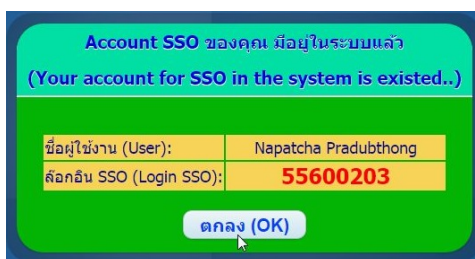 Account SSO ของคุณ มีอยู่ในระบบแล้ว
(Your account for SSO in the system is existed..)
ชื่อผู้ใช้งาน (User): Napatcha Pradubthong
ล๊อกอิน SSO (Login SSO): 55600203
ตกลง (OK)